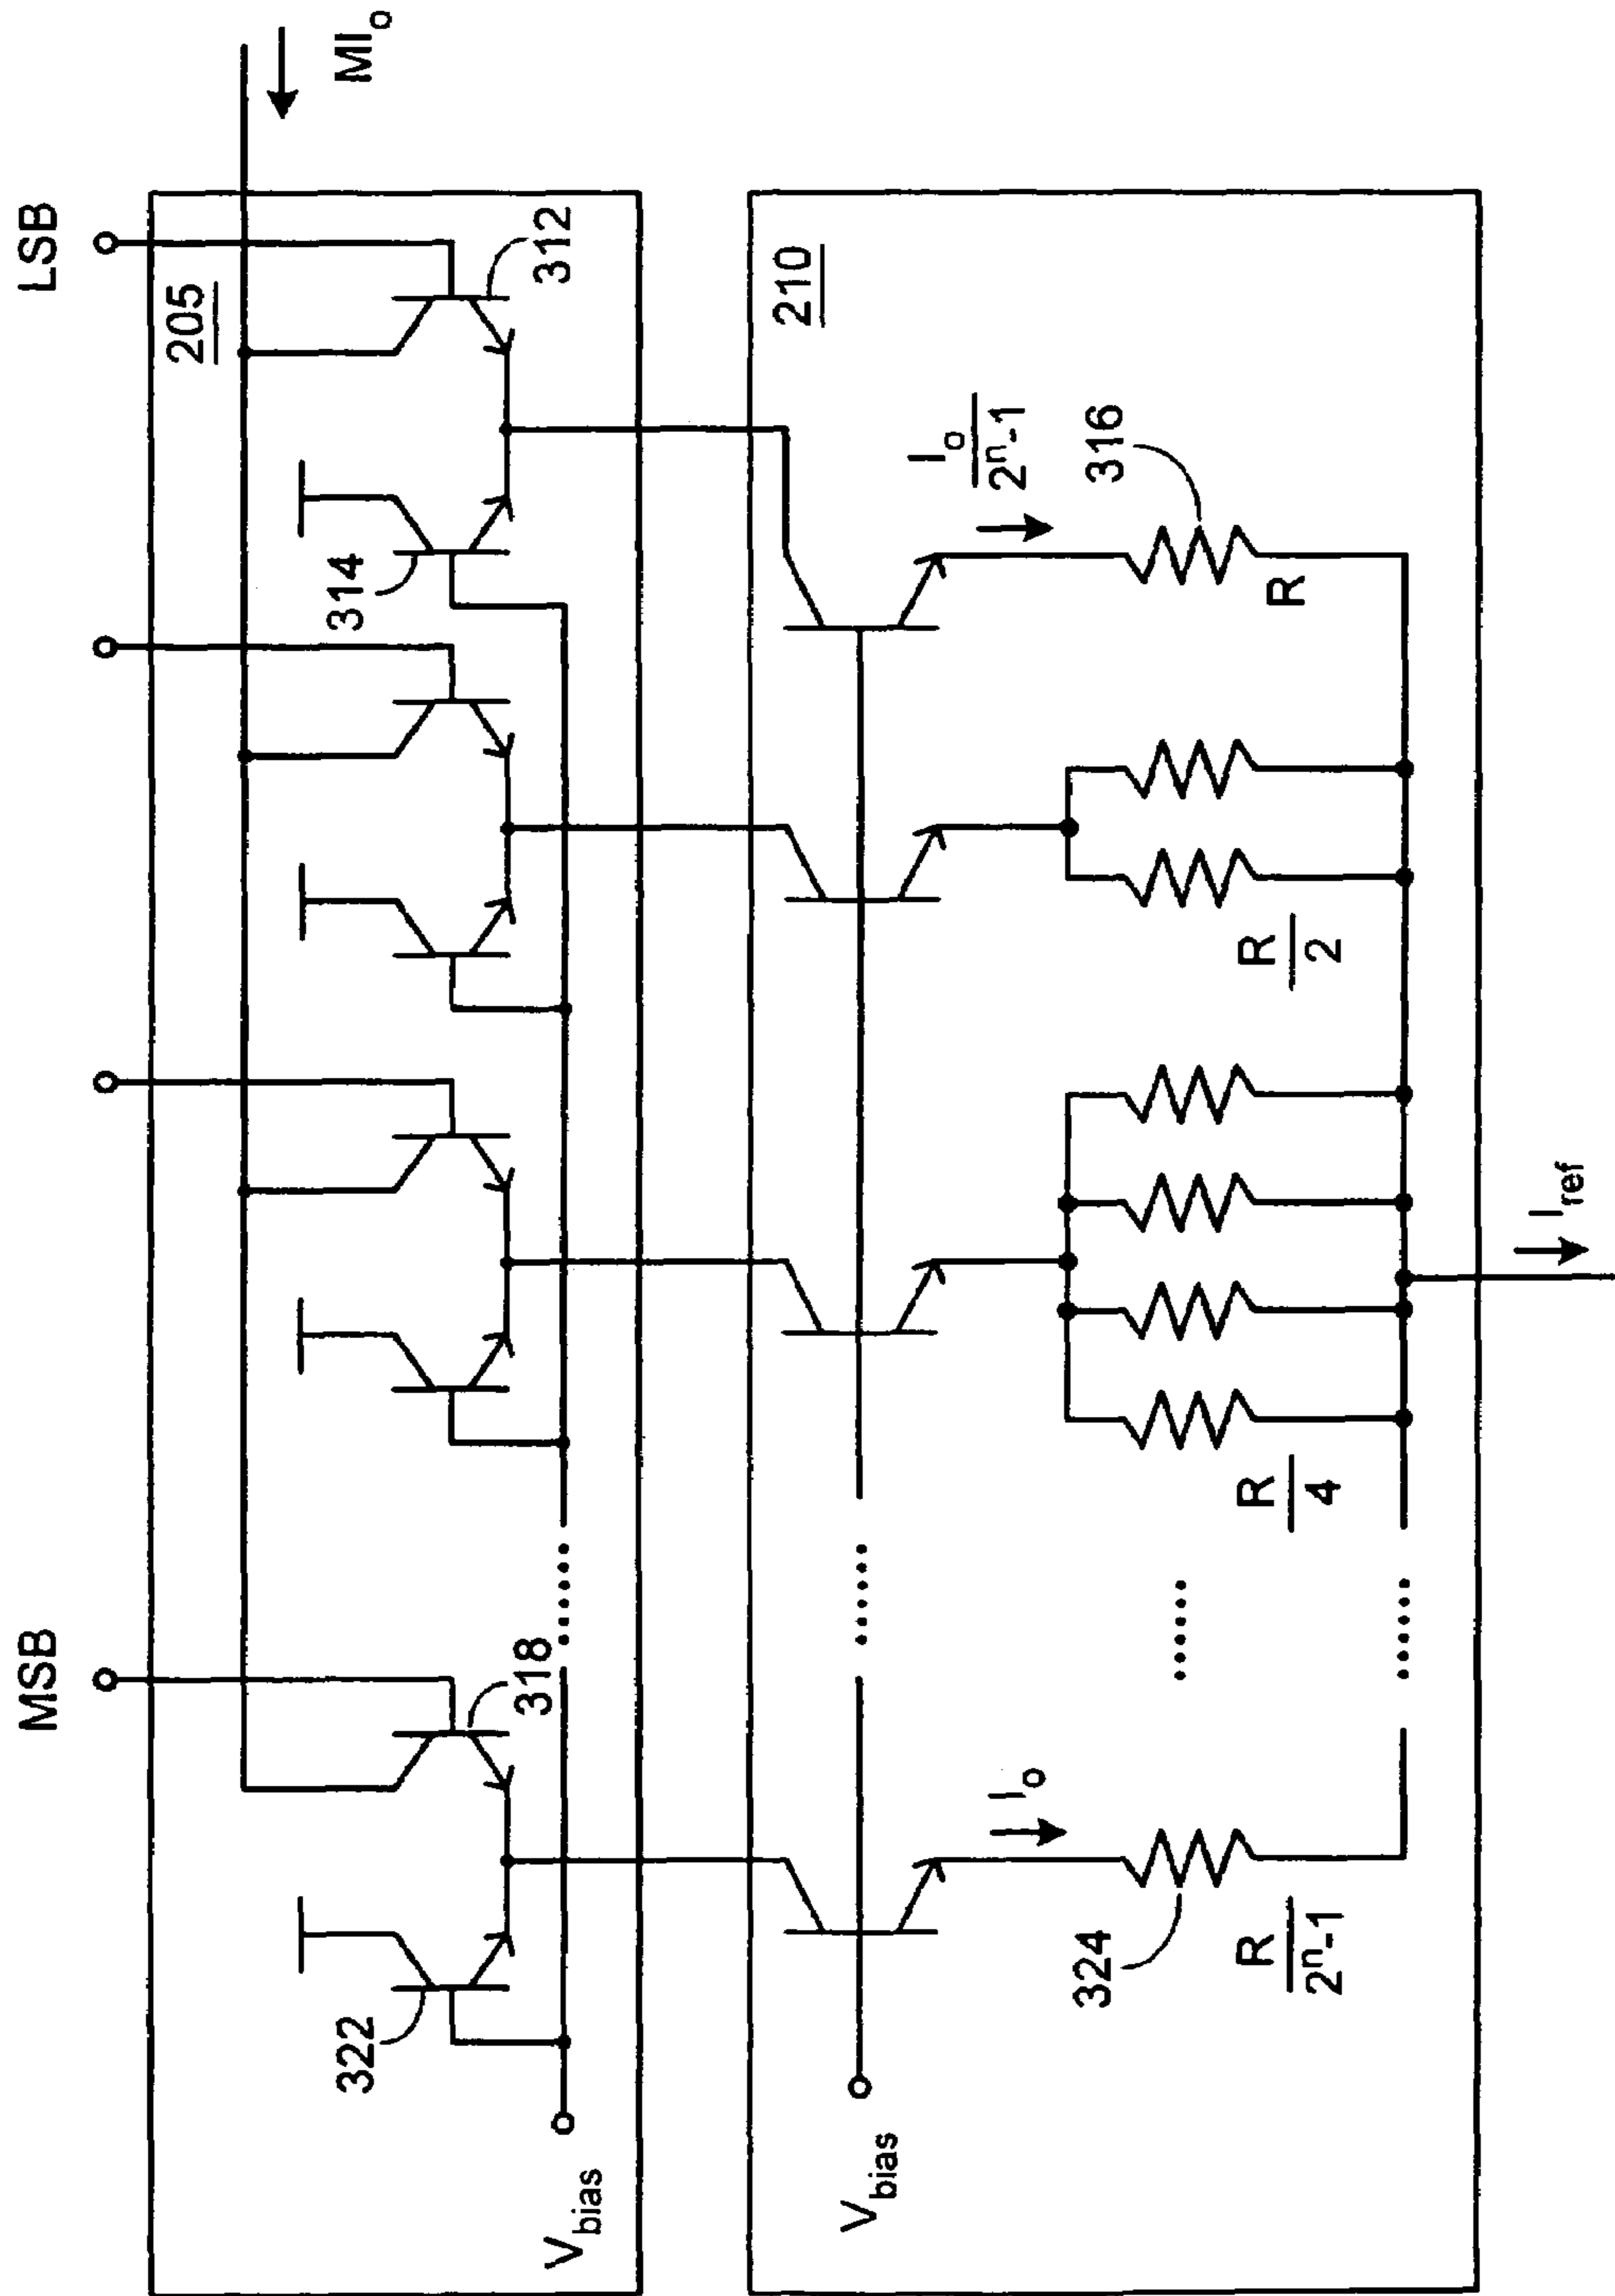 MSB
LSB
MI₀
205
322
318
314
312
V_bias
210
V_bias
I₀
I₀
2ⁿ-1
324
316
R
2ⁿ-1
R
4
R
2
R
I_ref